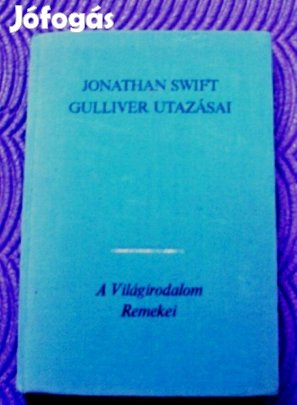 Jófogás
JONATHAN SWIFT
GULLIVER UTAZÁSAI
A Világirodalom
Remekei